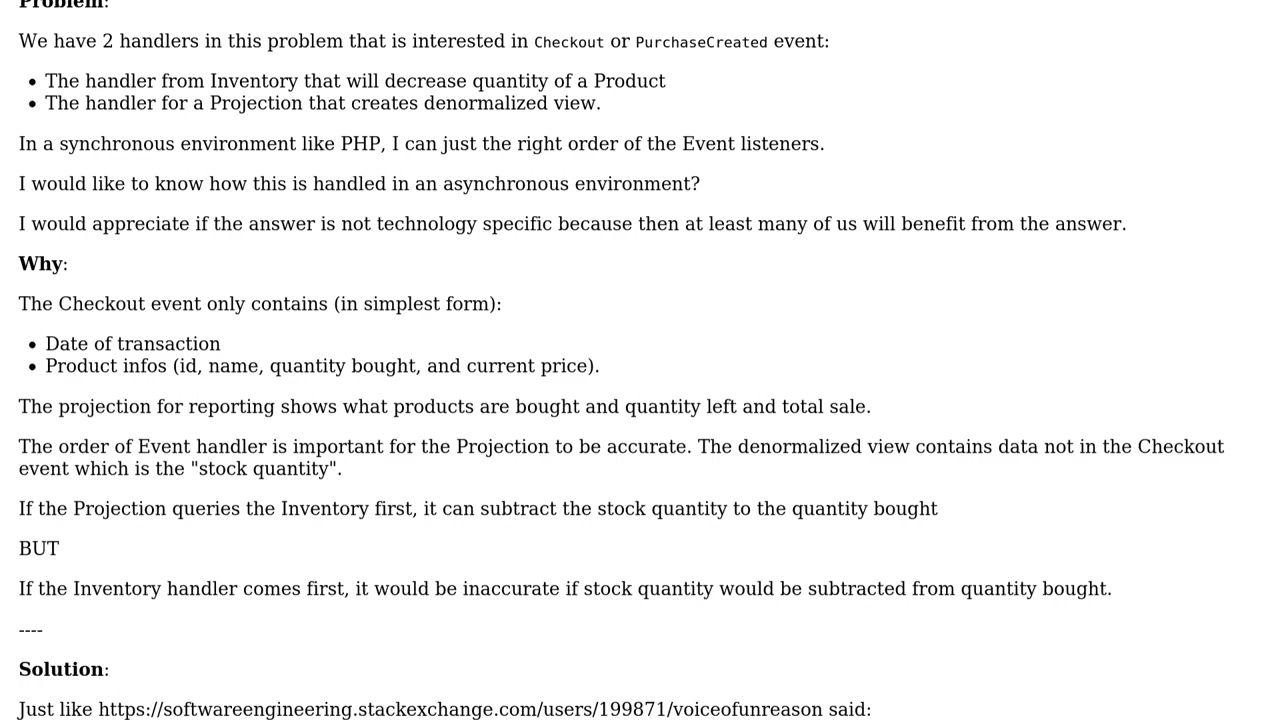 Problem:
We have 2 handlers in this problem that is interested in Checkout or PurchaseCreated event:
• The handler from Inventory that will decrease quantity of a Product
• The handler for a Projection that creates denormalized view.
In a synchronous environment like PHP, I can just the right order of the Event listeners.
I would like to know how this is handled in an asynchronous environment?
I would appreciate if the answer is not technology specific because then at least many of us will benefit from the answer.
Why:
The Checkout event only contains (in simplest form):
• Date of transaction
• Product infos (id, name, quantity bought, and current price).
The projection for reporting shows what products are bought and quantity left and total sale.
The order of Event handler is important for the Projection to be accurate. The denormalized view contains data not in the Checkout
event which is the "stock quantity".
If the Projection queries the Inventory first, it can subtract the stock quantity to the quantity bought
BUT
If the Inventory handler comes first, it would be inaccurate if stock quantity would be subtracted from quantity bought.
----
Solution:
Just like https://softwareengineering.stackexchange.com/users/199871/voiceofunreason said: